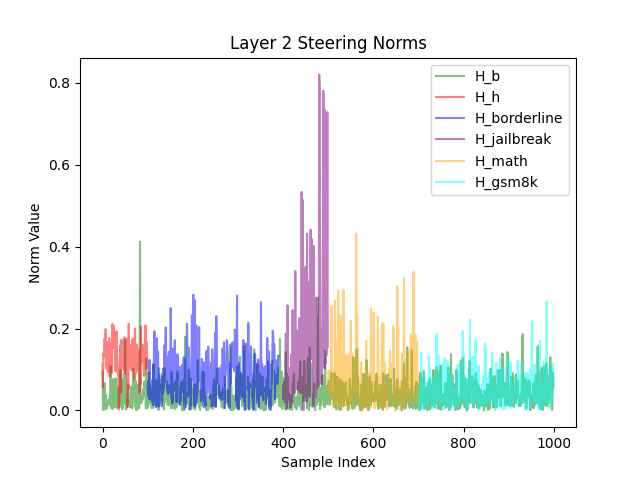 Layer 2 Steering Norms
H_b
H_h
H_borderline
H_jailbreak
H_math
H_gsm8k
Norm Value
0.8
0.6
0.4
0.2
0.0
0
200
400
600
800
1000
Sample Index